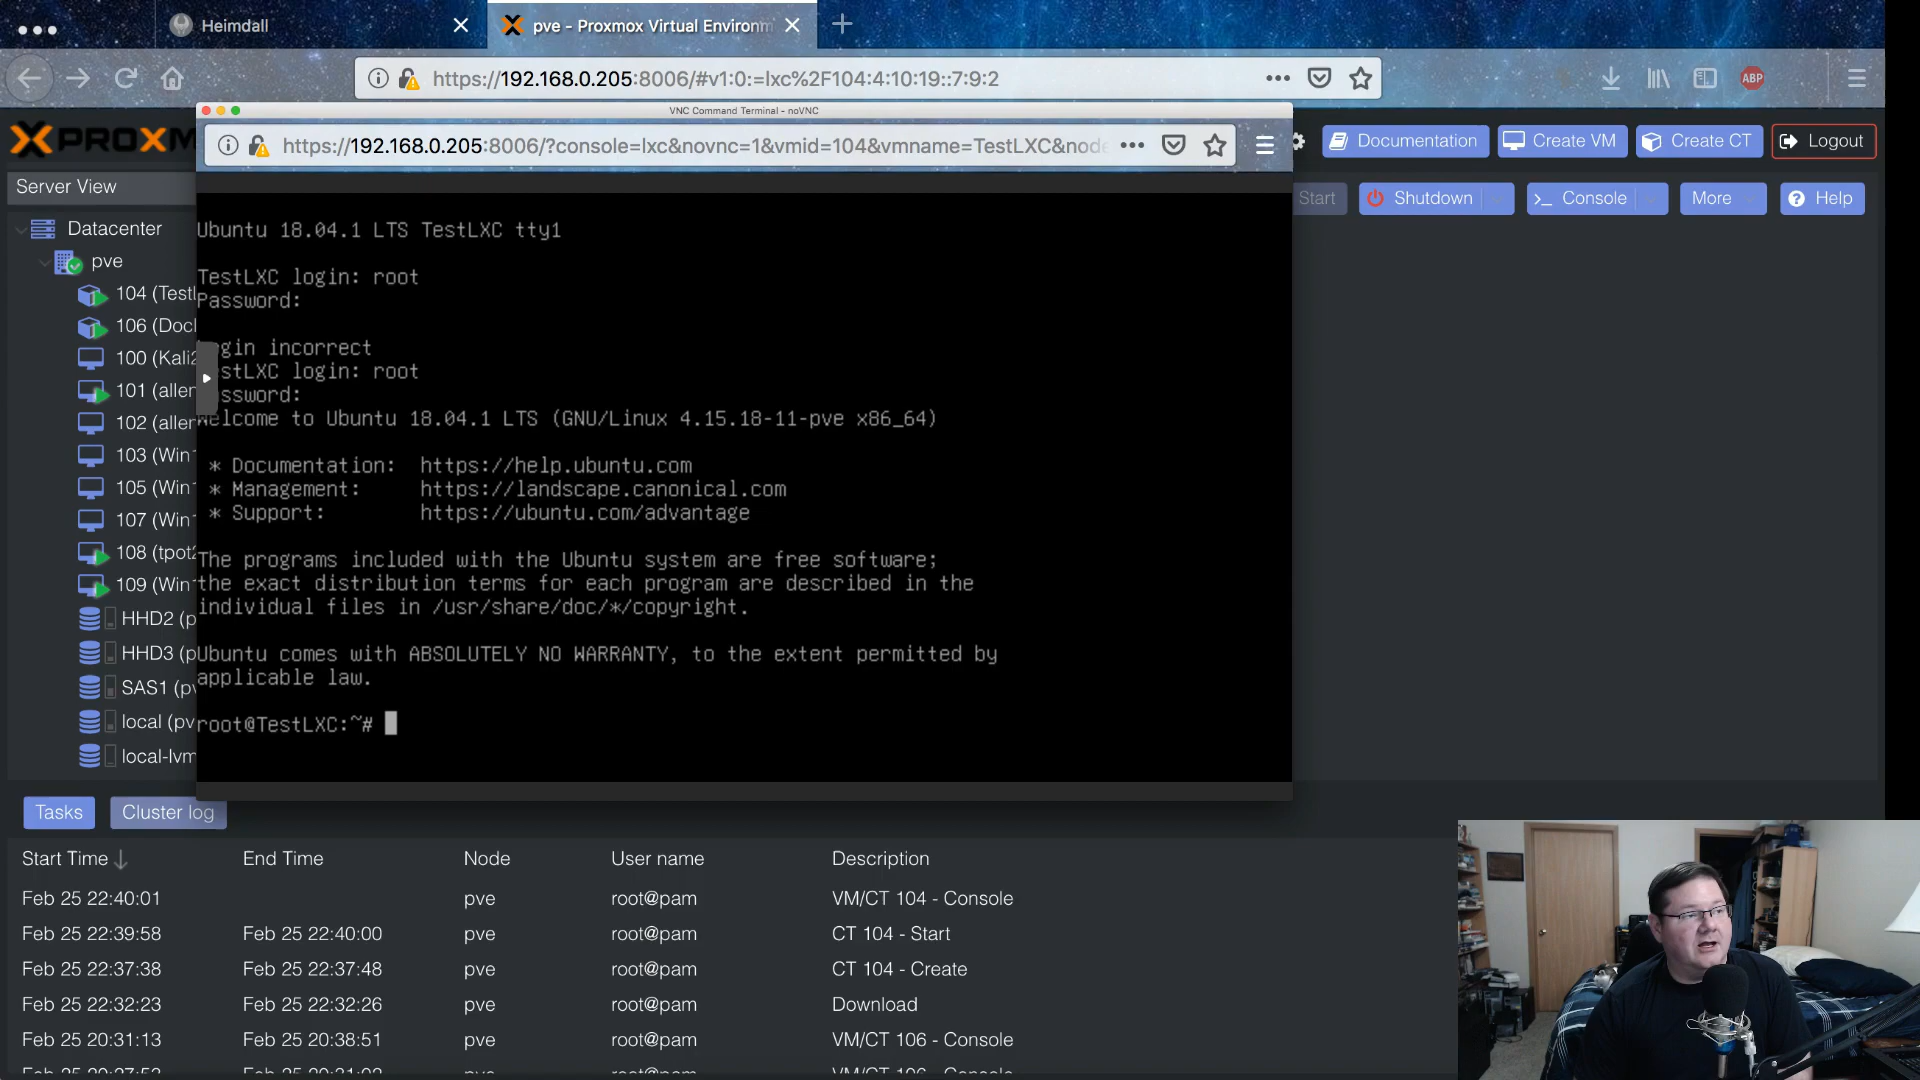 Heimdall
pve - Proxmox Virtual Environm
https://192.168.0.205:8006/#v1:0:=lxc%2F104:4:10:19::7:9:2
ABP
VNC Command Terminal - noVNC
https://192.168.0.205:8006/?console=lxc&novnc=1&vmid=104&vmname=TestLXC&node
PROXM
Documentation
Create VM
Create CT
Logout
Server View
Start
Shutdown
Console
More
Help
Datacenter
pve
104 (TestL
106 (Doc
100 (Kali2
101 (aller
102 (aller
103 (Win
105 (Win
107 (Win
108 (tpot2
109 (Win
HHD2 (p
HHD3 (p
SAS1 (pv
local (pv
local-lvm
Ubuntu 18.04.1 LTS TestLXC tty1
TestLXC login: root
Password:
gin incorrect
stLXC login: root
ssword:
Welcome to Ubuntu 18.04.1 LTS (GNU/Linux 4.15.18-11-pve x86_64)
* Documentation: https://help.ubuntu.com
* Management: https://landscape.canonical.com
* Support: https://ubuntu.com/advantage
The programs included with the Ubuntu system are free software;
the exact distribution terms for each program are described in the
individual files in /usr/share/doc/*/copyright.
Ubuntu comes with ABSOLUTELY NO WARRANTY, to the extent permitted by
applicable law.
root@TestLXC:~#
Tasks
Cluster log
Start Time End Time Node User name Description
Feb 25 22:40:01 pve root@pam VM/CT 104 - Console
Feb 25 22:39:58 Feb 25 22:40:00 pve root@pam CT 104 - Start
Feb 25 22:37:38 Feb 25 22:37:48 pve root@pam CT 104 - Create
Feb 25 22:32:23 Feb 25 22:32:26 pve root@pam Download
Feb 25 20:31:13 Feb 25 20:38:51 pve root@pam VM/CT 106 - Console